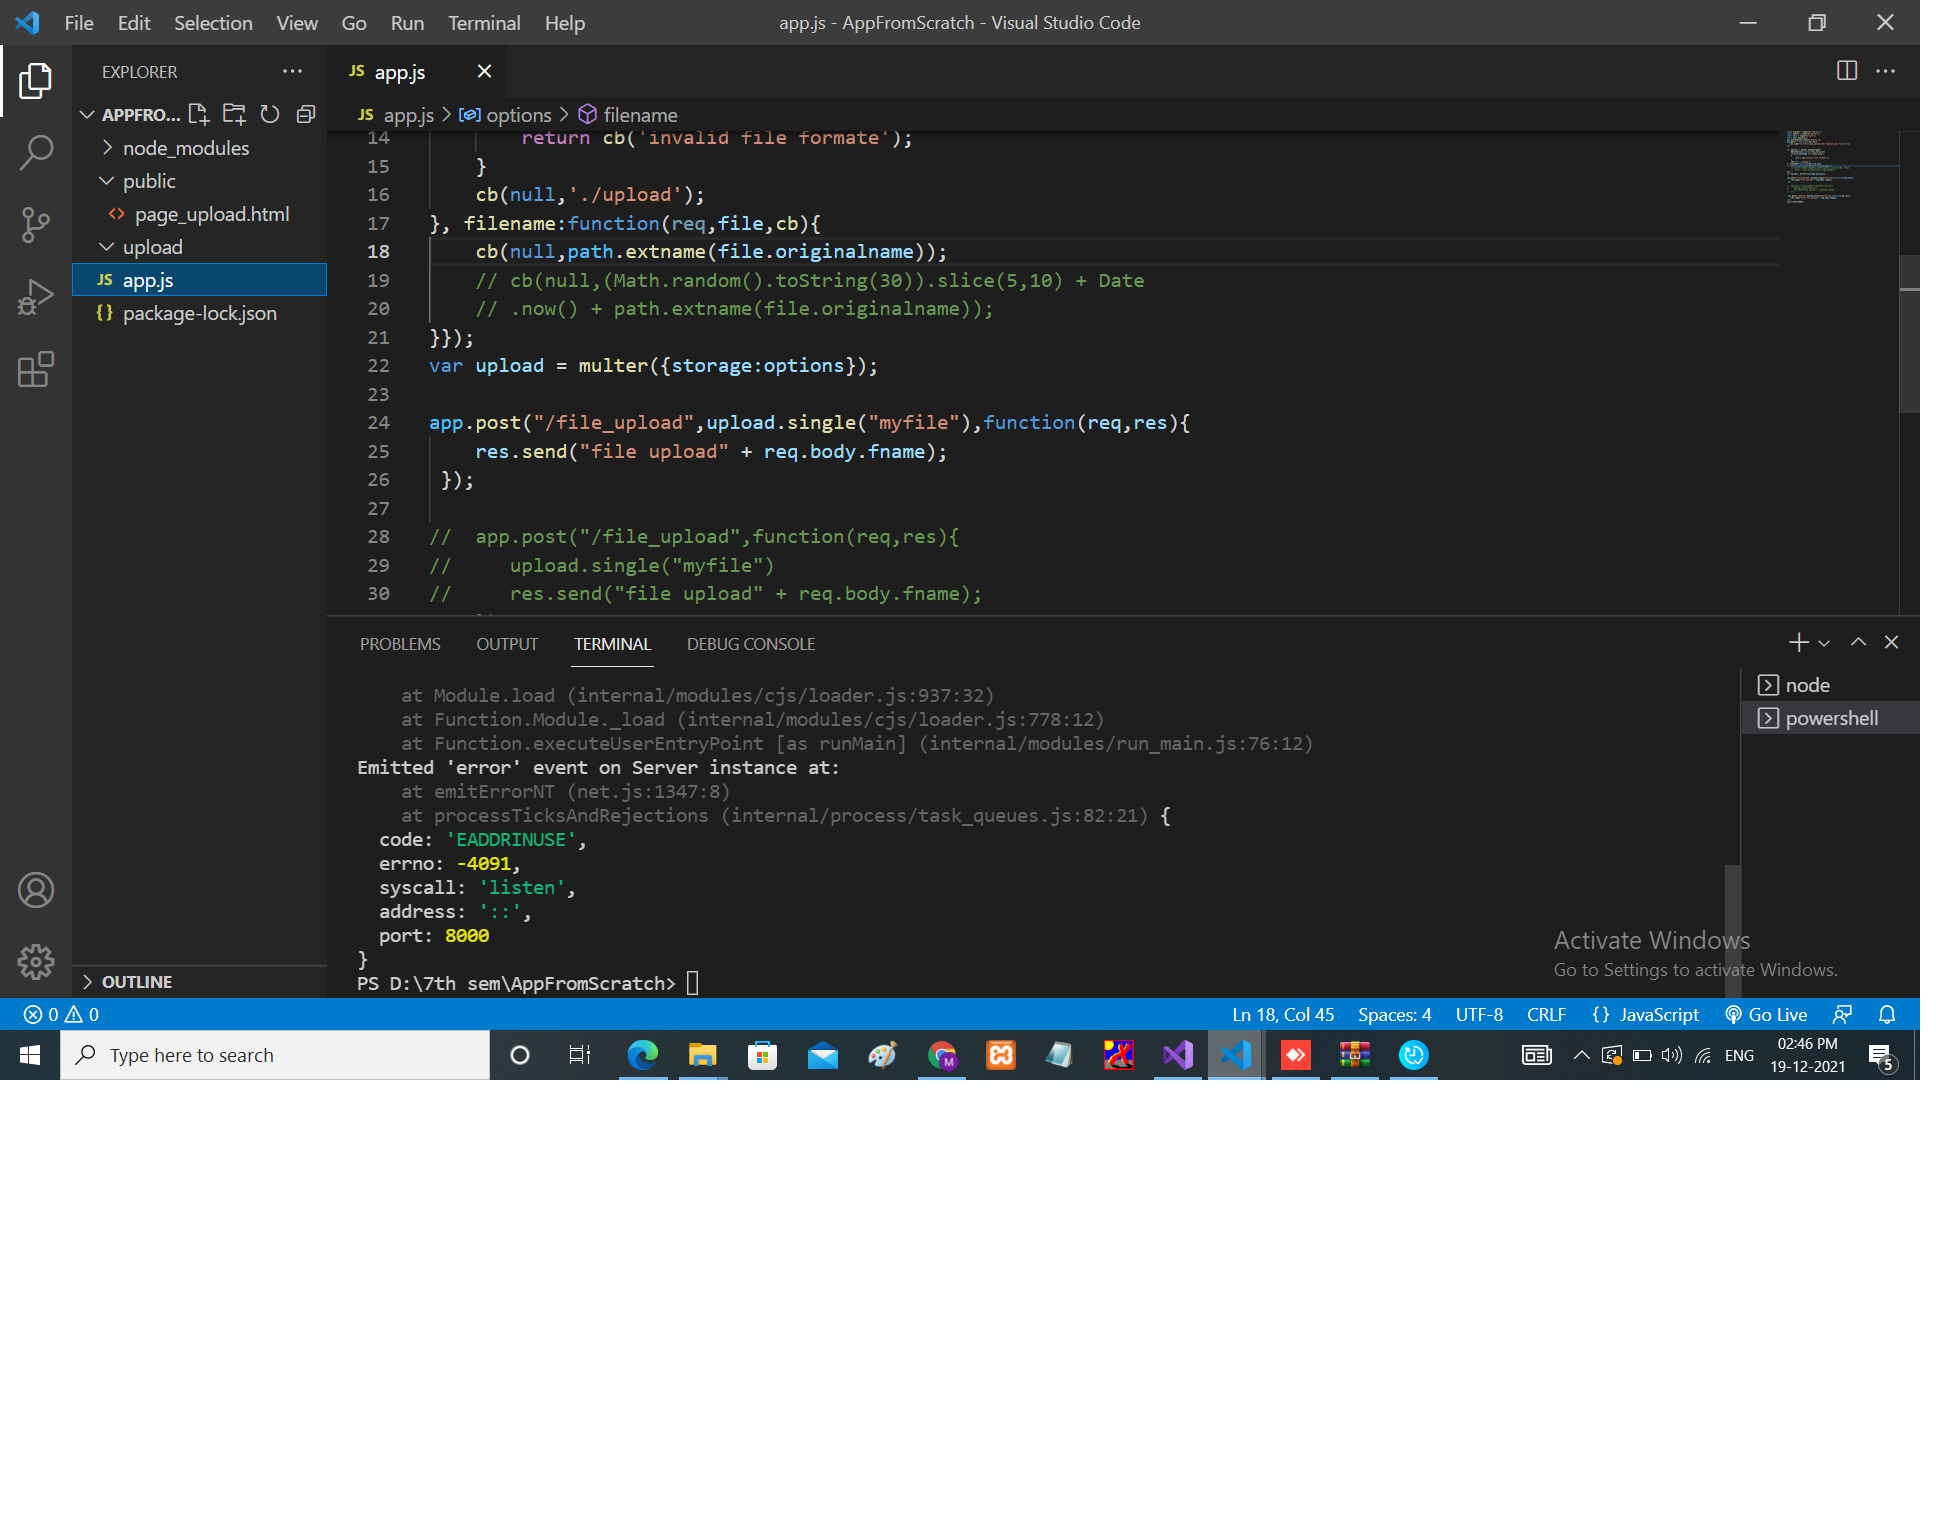 File Edit Selection View Go Run Terminal Help
app.js - AppFromScratch - Visual Studio Code
EXPLORER
APPFRO...
node_modules
public
page_upload.html
upload
app.js
package-lock.json
OUTLINE
app.js
app.js > options > filename
14 return cb('invalid file formate');
15 }
16 cb(null,'./upload');
17 }, filename:function(req,file,cb){
18 cb(null,path.extname(file.originalname));
19 // cb(null,(Math.random().toString(30)).slice(5,10) + Date
20 // .now() + path.extname(file.originalname));
21 }});
22 var upload = multer({storage:options});
23
24 app.post("/file_upload",upload.single("myfile"),function(req,res){
25 res.send("file upload" + req.body.fname);
26 });
27
28 // app.post("/file_upload",function(req,res){
29 // upload.single("myfile")
30 // res.send("file upload" + req.body.fname);
PROBLEMS OUTPUT TERMINAL DEBUG CONSOLE
at Module.load (internal/modules/cjs/loader.js:937:32)
at Function.Module._load (internal/modules/cjs/loader.js:778:12)
at Function.executeUserEntryPoint [as runMain] (internal/modules/run_main.js:76:12)
Emitted 'error' event on Server instance at:
at emitErrorNT (net.js:1347:8)
at processTicksAndRejections (internal/process/task_queues.js:82:21) {
code: 'EADDRINUSE',
errno: -4091,
syscall: 'listen',
address: '::',
port: 8000
}
PS D:\7th sem\AppFromScratch>
node
powershell
Activate Windows
Go to Settings to activate Windows.
0 0
Ln 18, Col 45 Spaces: 4 UTF-8 CRLF {} JavaScript Go Live
Type here to search
ENG
02:46 PM
19-12-2021
5